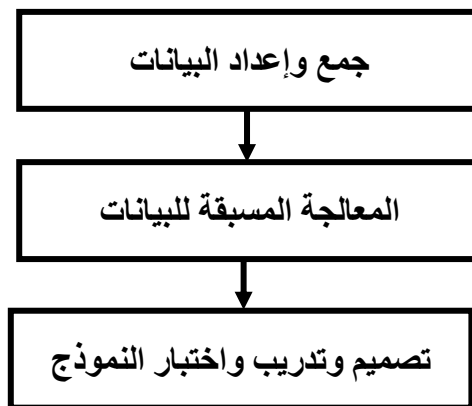 جمع وإعداد البيانات
المعالجة المسبقة للبيانات
تصميم وتدريب واختبار النموذج